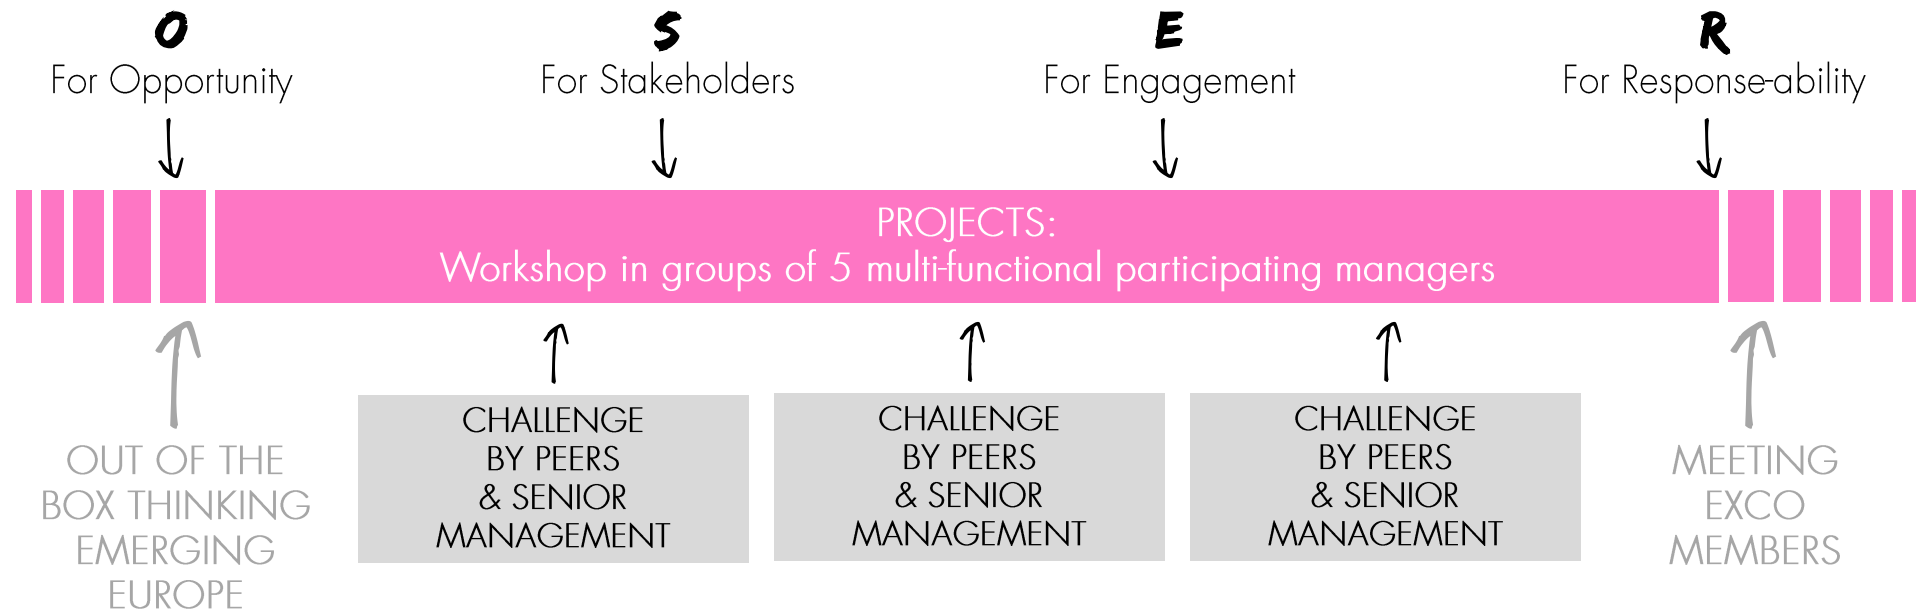 O
For Opportunity
S
For Stakeholders
E
For Engagement
R
For Response-ability
PROJECTS:
Workshop in groups of 5 multi-functional participating managers
OUT OF THE
BOX THINKING
EMERGING
EUROPE
CHALLENGE
BY PEERS
& SENIOR
MANAGEMENT
CHALLENGE
BY PEERS
& SENIOR
MANAGEMENT
CHALLENGE
BY PEERS
& SENIOR
MANAGEMENT
MEETING
EXCO
MEMBERS